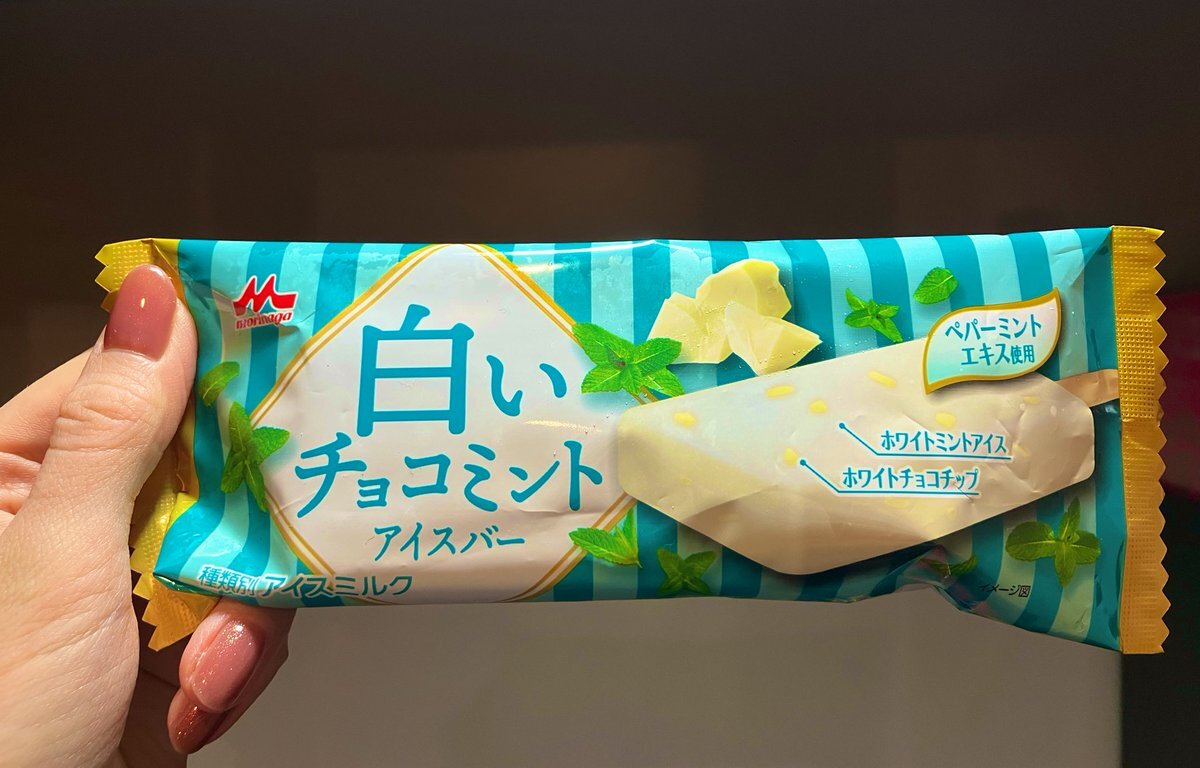 morinaga
白い
チョコミント
アイスバー
種類別 アイスミルク
ペパーミント
エキス使用
ホワイトミントアイス
ホワイトチョコチップ
イメージ図